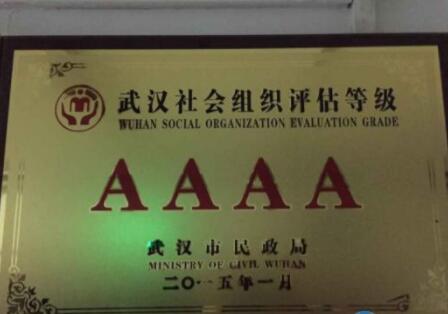 武汉社会组织评估等级
WUHAN SOCIAL ORGANIZATION EVALUATION GRADE
AAAA
武汉市民政局
MINISTRY OF CIVIL WUHAN
二〇一五年一月